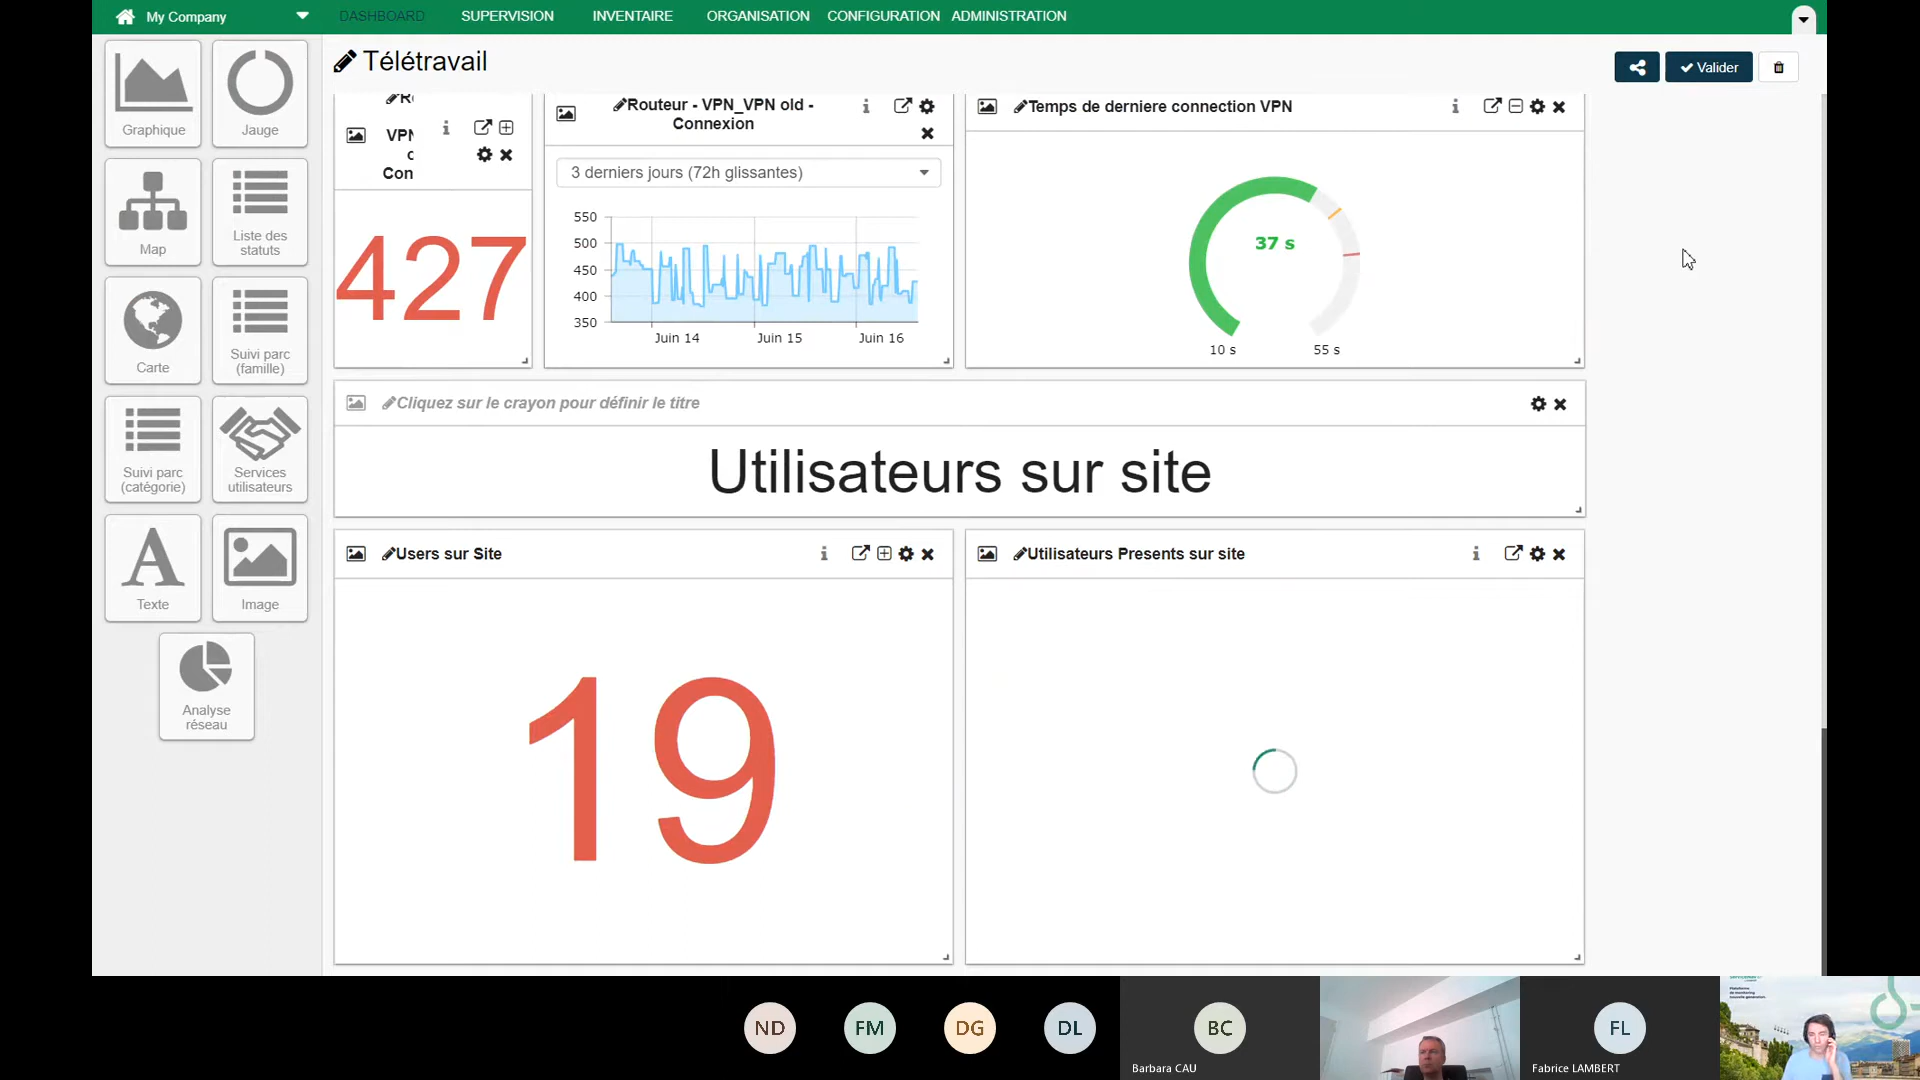 My Company
DASHBOARD
SUPERVISION
INVENTAIRE
ORGANISATION
CONFIGURATION
ADMINISTRATION
Télétravail
Valider
Graphique
Jauge
Map
Liste des
statuts
Carte
Suivi parc
(famille)
Suivi parc
(catégorie)
Services
utilisateurs
A
Texte
Image
Analyse
réseau
VPN
Con
427
Routeur - VPN_VPN old -
Connexion
3 derniers jours (72h glissantes)
550
500
450
400
350
Juin 14
Juin 15
Juin 16
Temps de derniere connection VPN
37 s
10 s
55 s
Cliquez sur le crayon pour définir le titre
Utilisateurs sur site
Users sur Site
19
Utilisateurs Presents sur site
ND
FM
DG
DL
BC
Barbara CAU
FL
Fabrice LAMBERT